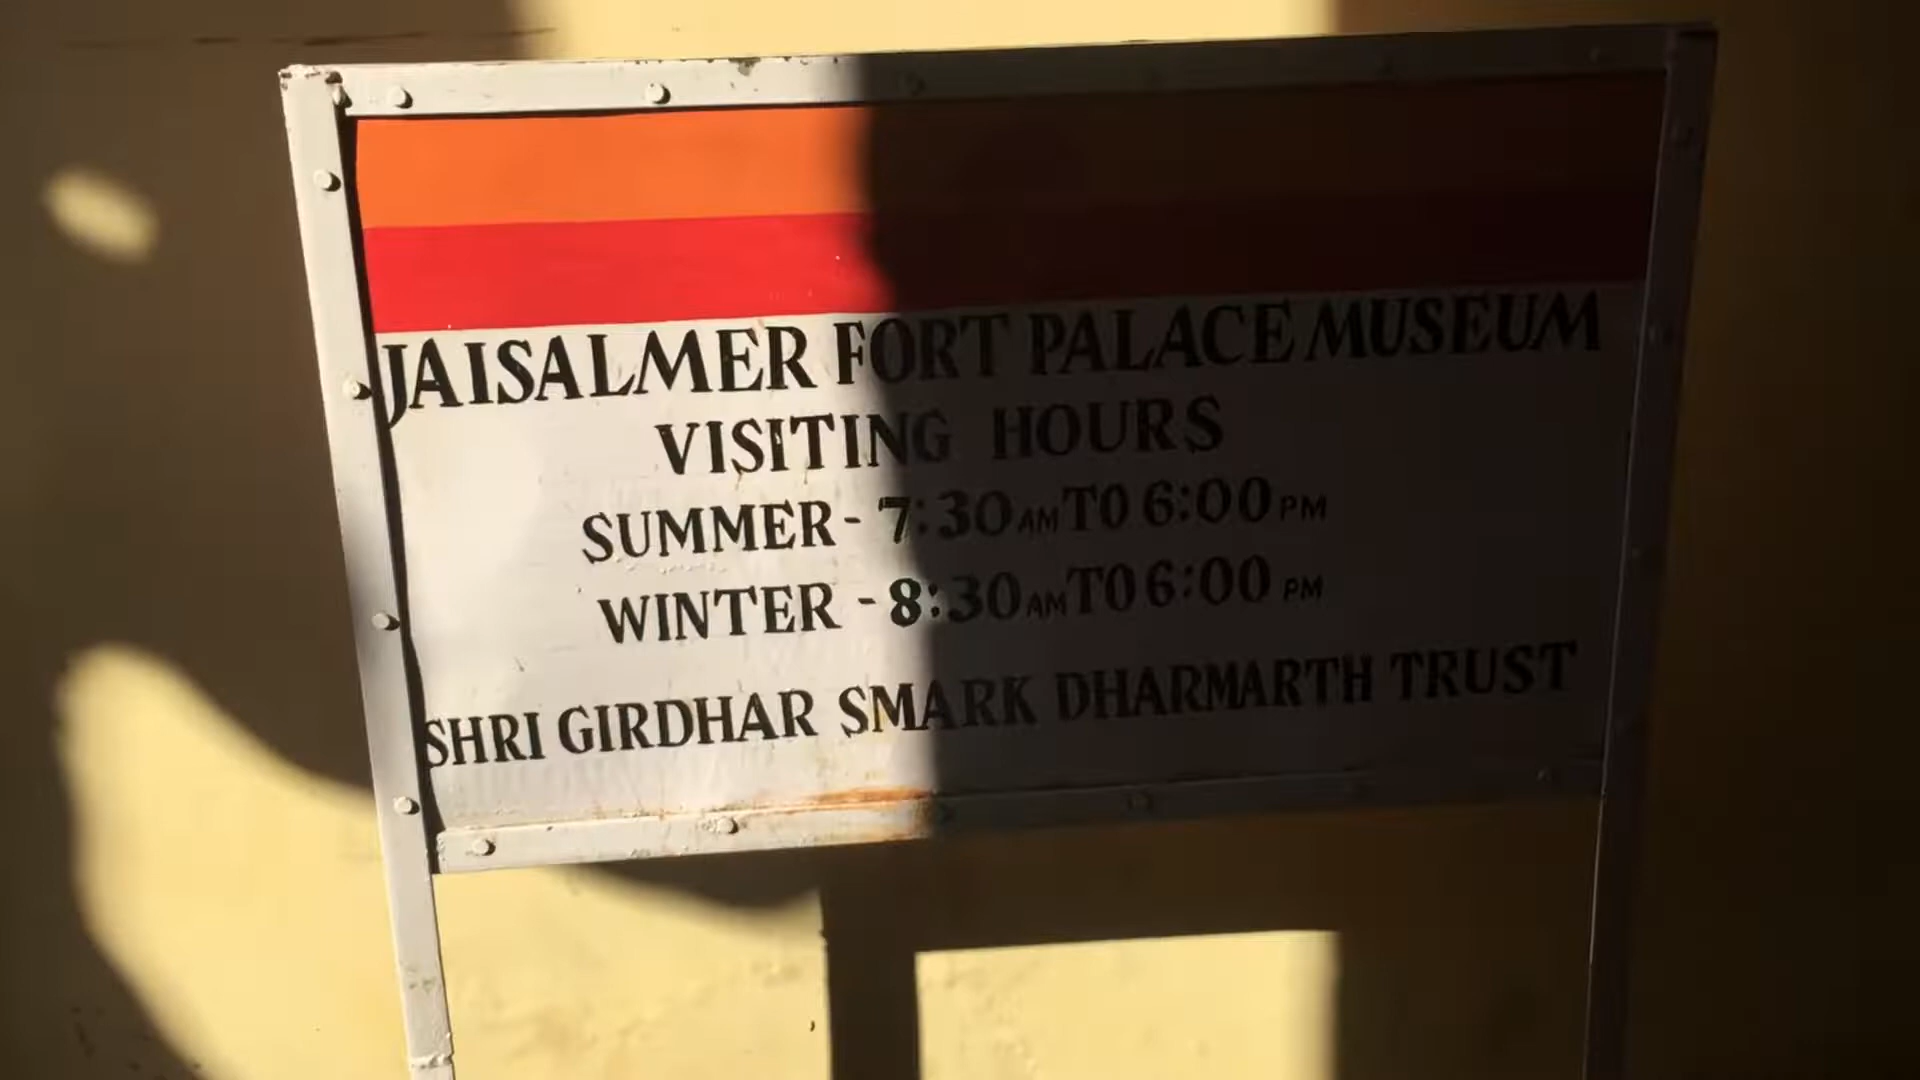 JAISALMER FORT PALACE MUSEUM
VISITING HOURS
SUMMER - 7:30 AM TO 6:00 PM
WINTER - 8:30 AM TO 6:00 PM
SHRI GIRDHAR SMARK DHARMARTH TRUST